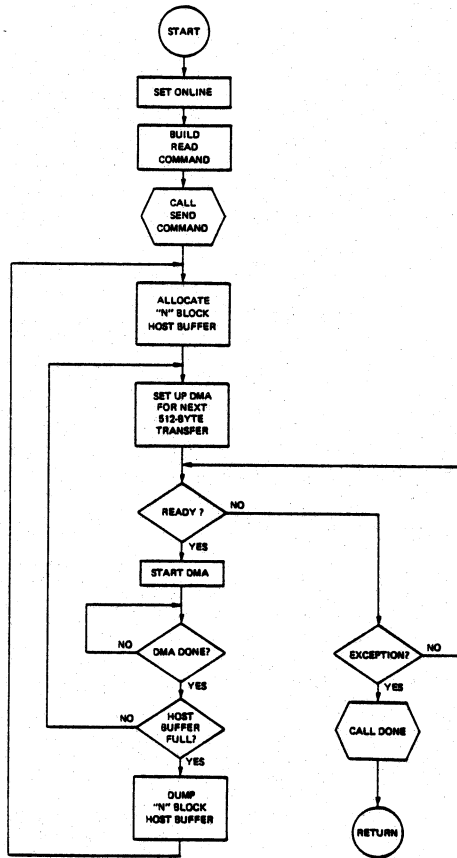 START
SET ONLINE
BUILD
READ
COMMAND
CALL
SEND
COMMAND
ALLOCATE
"N" BLOCK
HOST BUFFER
SET UP DMA
FOR NEXT
512-BYTE
TRANSFER
READY ?
NO
YES
START DMA
DMA DONE?
NO
YES
EXCEPTION?
NO
YES
HOST
BUFFER
FULL?
NO
YES
CALL DONE
DUMP
"N" BLOCK
HOST BUFFER
RETURN